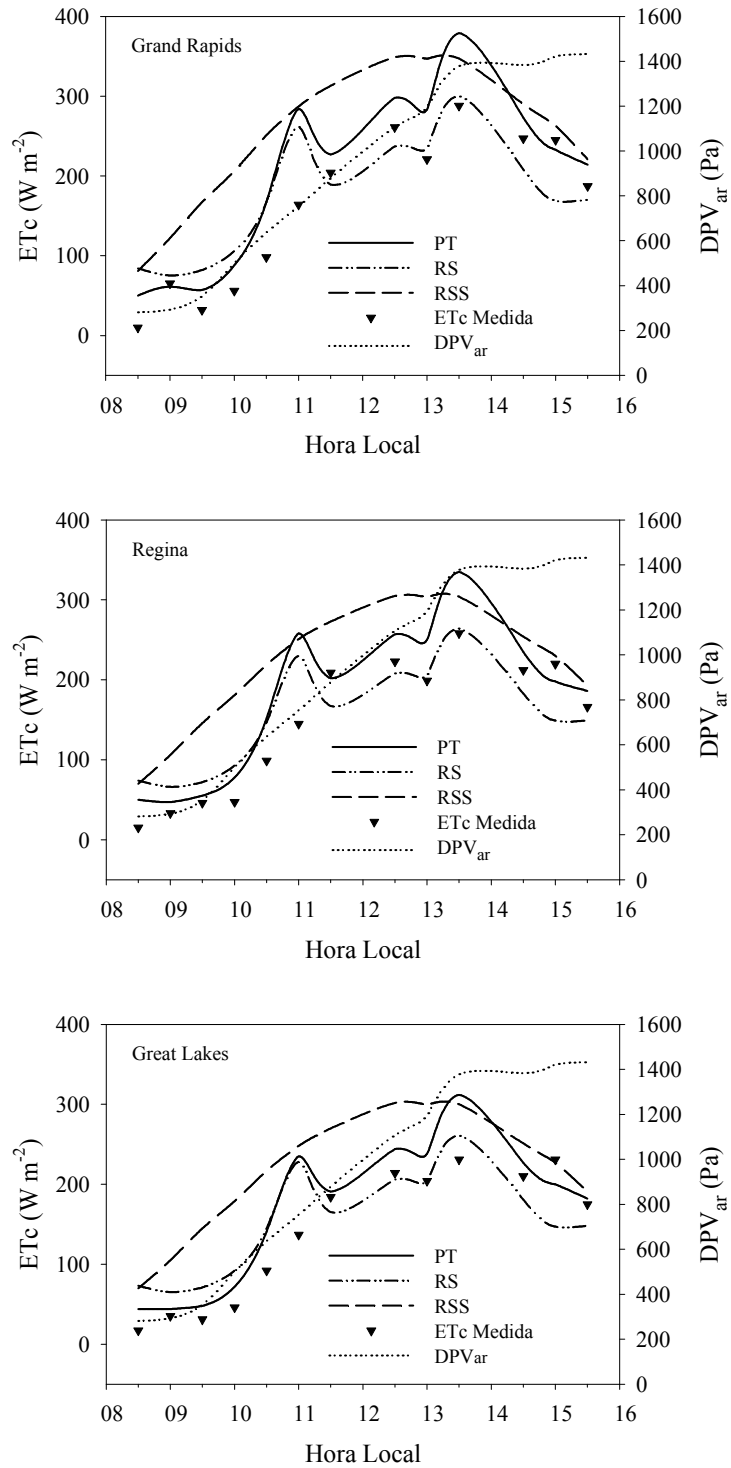 400
300
200
100
0
ETc (W m-2)
Grand Rapids
PT
RS
RSS
ETc Medida
DPVar
1600
1400
1200
1000
800
600
400
200
0
DPVar (Pa)
08 09 10 11 12 13 14 15 16
Hora Local
400
300
200
100
0
ETc (W m-2)
Regina
PT
RS
RSS
ETc Medida
DPVar
1600
1400
1200
1000
800
600
400
200
0
DPVar (Pa)
08 09 10 11 12 13 14 15 16
Hora Local
400
300
200
100
0
ETc (W m-2)
Great Lakes
PT
RS
RSS
ETc Medida
DPVar
1600
1400
1200
1000
800
600
400
200
0
DPVar (Pa)
08 09 10 11 12 13 14 15 16
Hora Local